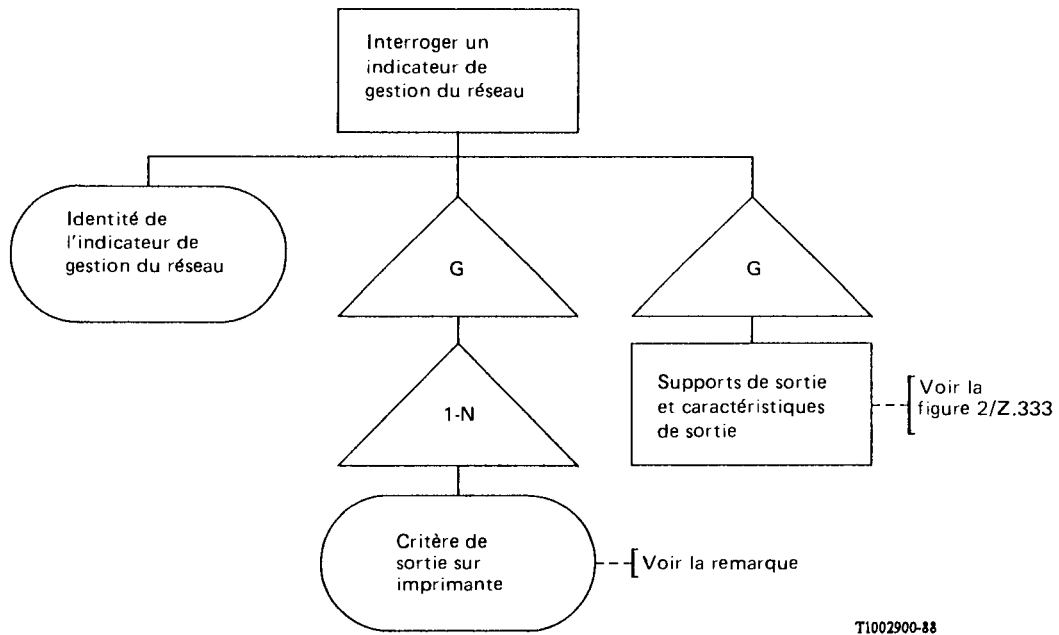 Interroger un
indicateur de
gestion du réseau
Identité de
l'indicateur de
gestion du réseau
G
G
1-N
Supports de sortie
et caractéristiques
de sortie
Voir la
figure 2/Z.333
Critère de
sortie sur
imprimante
Voir la remarque
T1002900-88